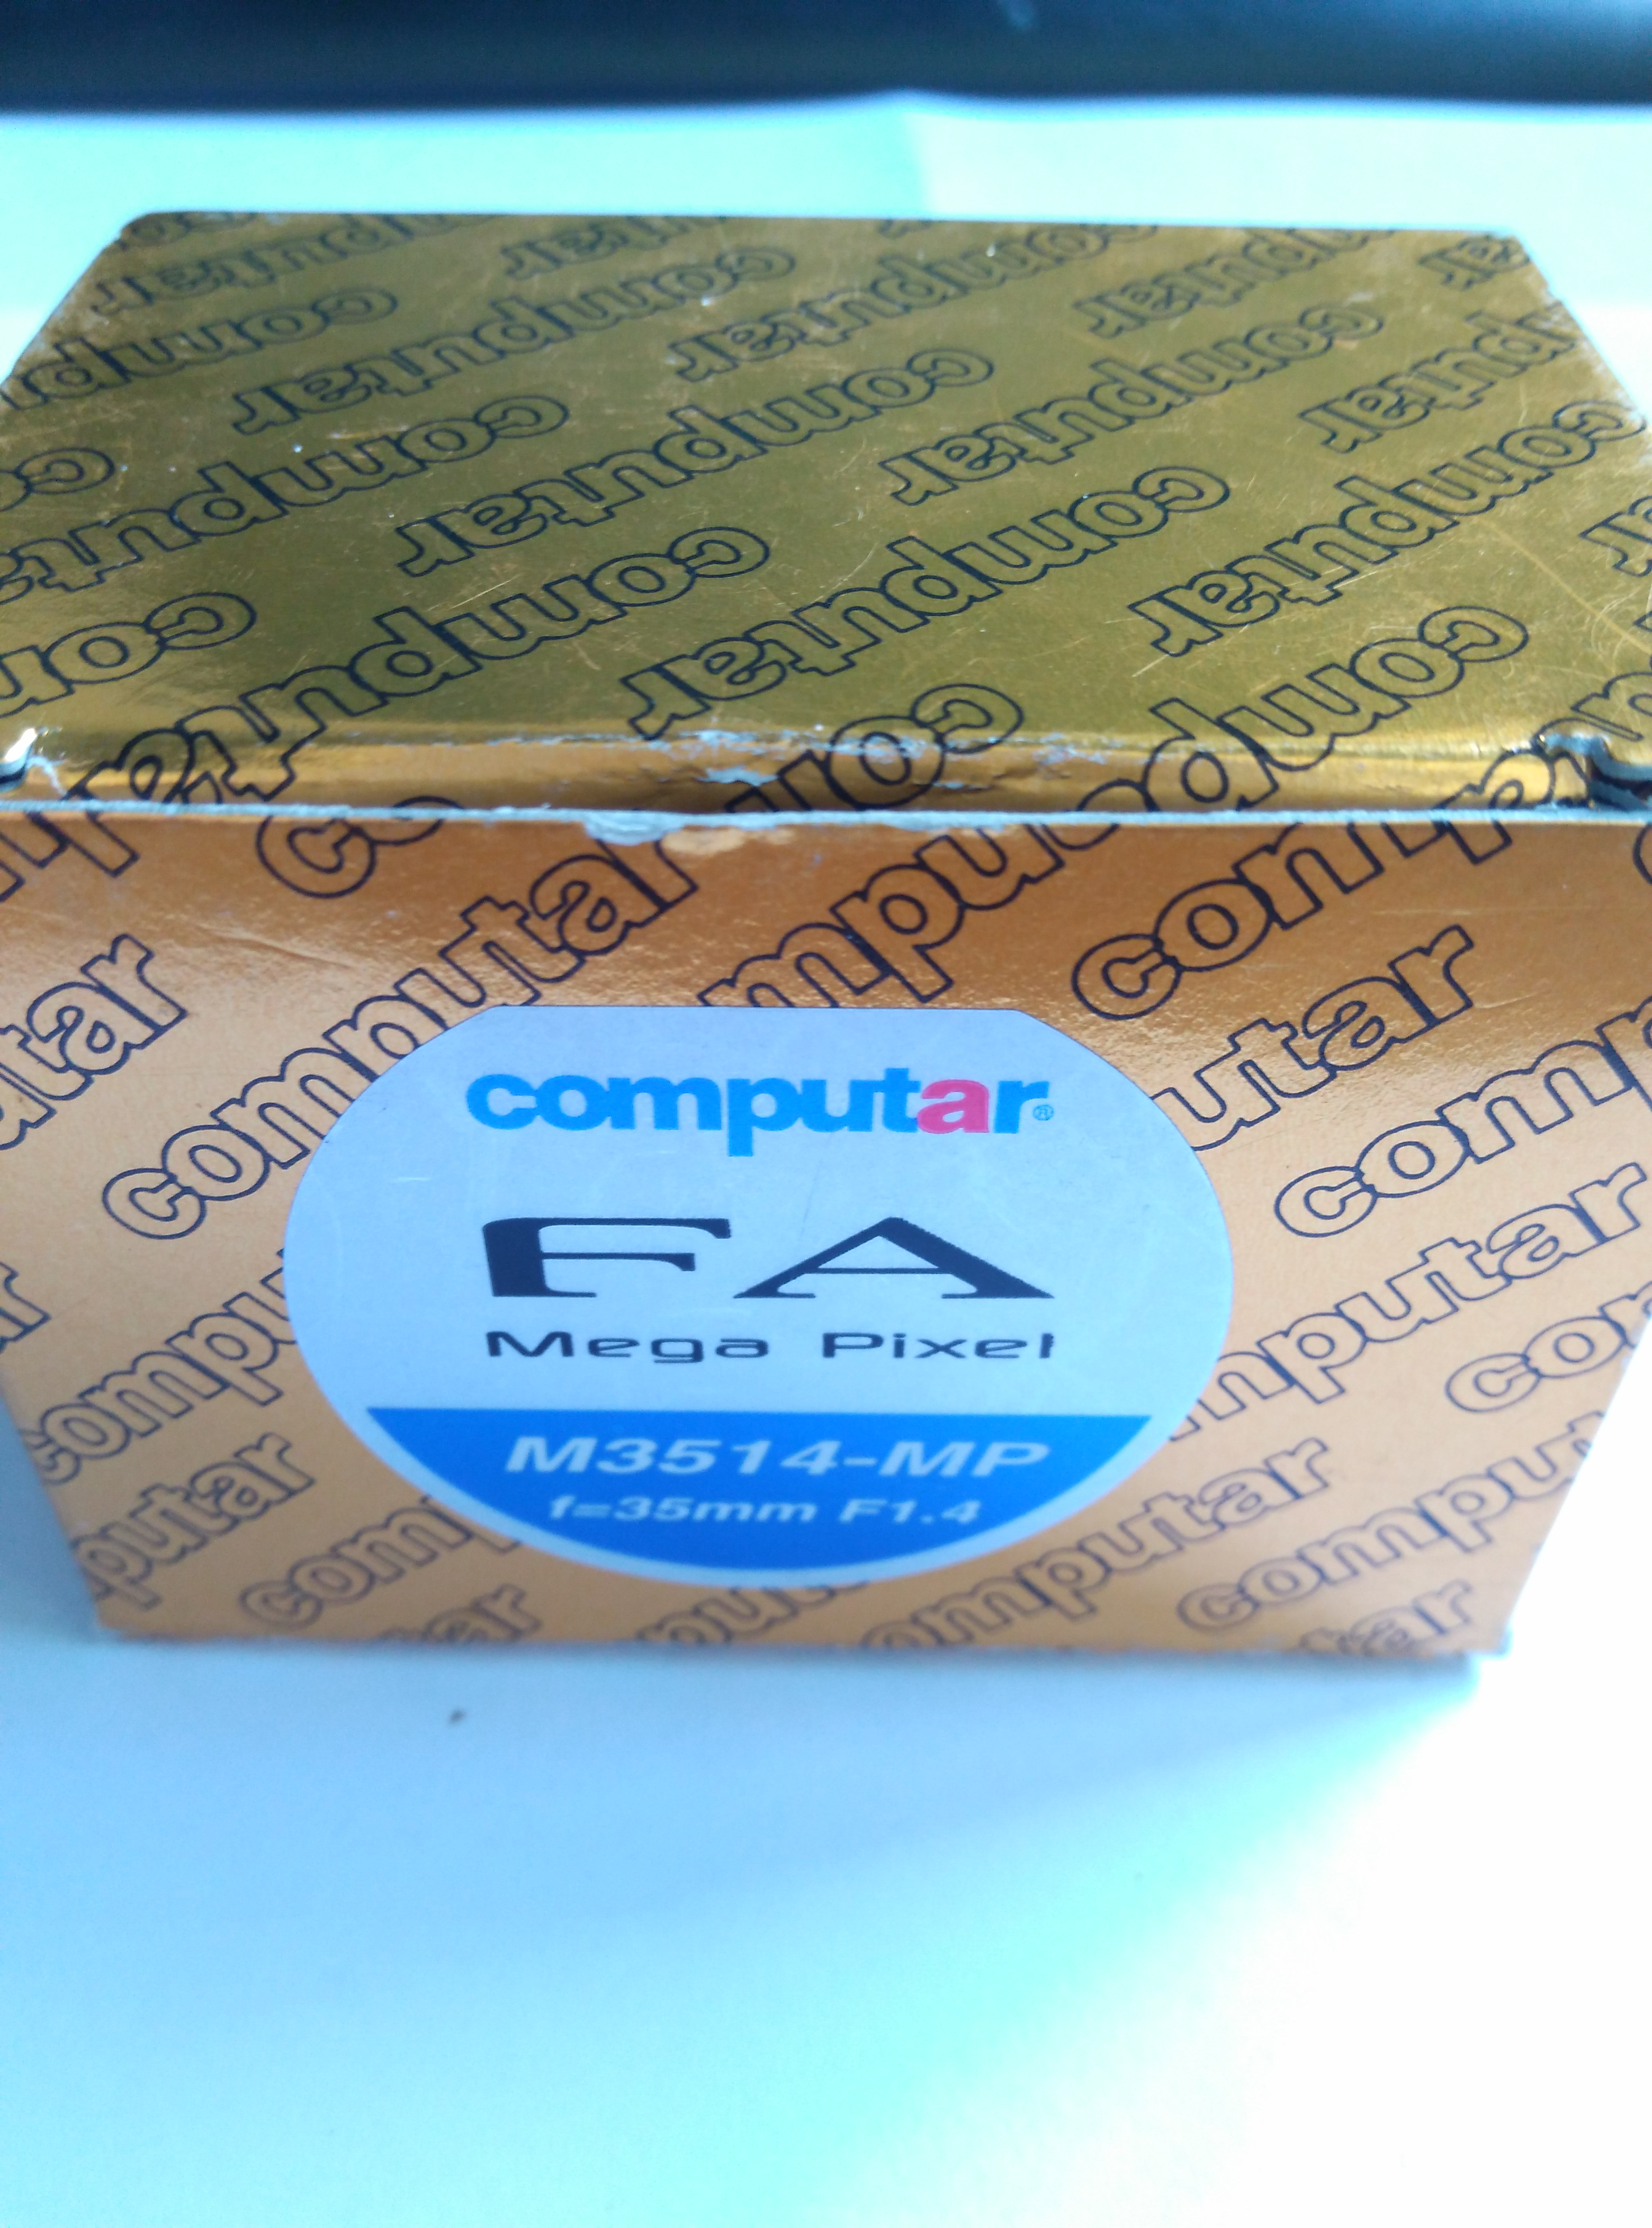 computar®
FA
Mega Pixel
M3514-MP
f=35mm F1.4